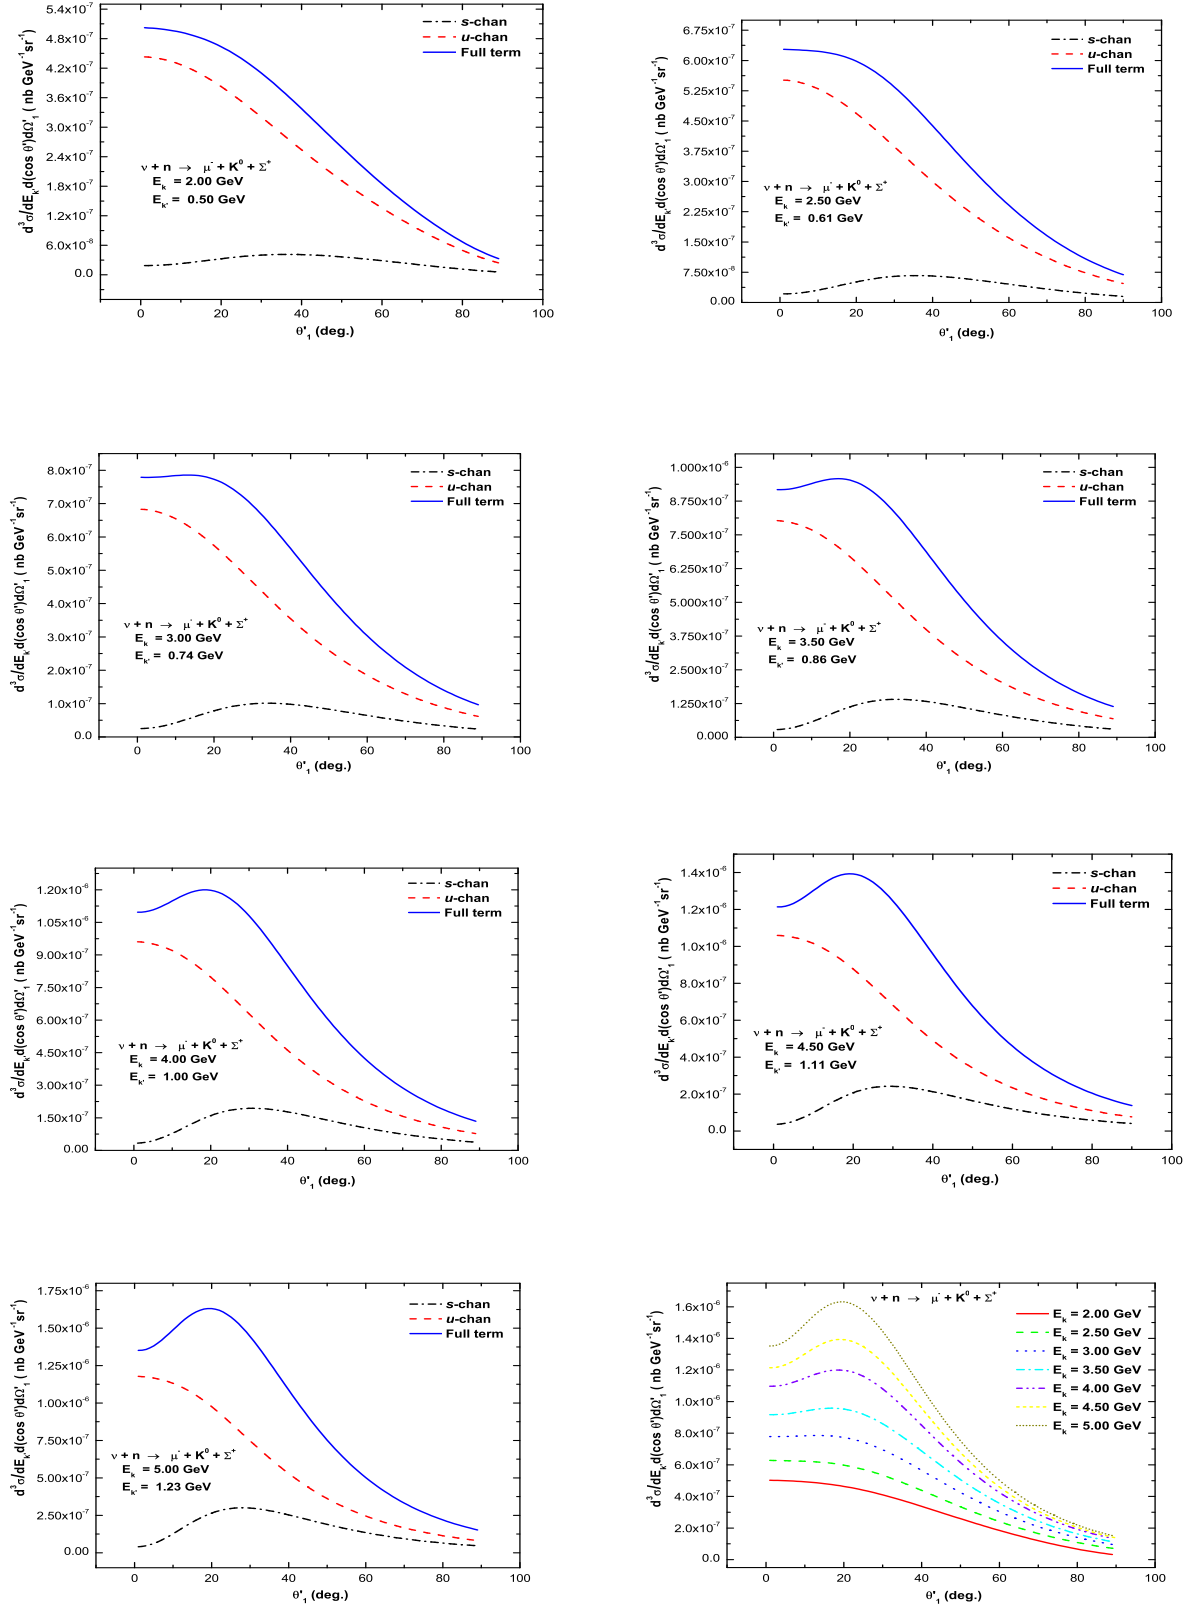 5.4x10⁻⁷
4.8x10⁻⁷
4.2x10⁻⁷
3.6x10⁻⁷
3.0x10⁻⁷
2.4x10⁻⁷
1.8x10⁻⁷
1.2x10⁻⁷
6.0x10⁻⁸
0.0
d³σ/dE_k' d(cos θ')dΩ'₁ ( nb GeV⁻¹sr⁻¹)
s-chan
u-chan
Full term
ν + n → μ⁻ + K⁰ + Σ⁺
E_k = 2.00 GeV
E_k' = 0.50 GeV
0 20 40 60 80 100
θ'₁ (deg.)
6.75x10⁻⁷
6.00x10⁻⁷
5.25x10⁻⁷
4.50x10⁻⁷
3.75x10⁻⁷
3.00x10⁻⁷
2.25x10⁻⁷
1.50x10⁻⁷
7.50x10⁻⁸
0.00
d³σ/dE_k' d(cos θ')dΩ'₁ ( nb GeV⁻¹sr⁻¹)
s-chan
u-chan
Full term
ν + n → μ⁻ + K⁰ + Σ⁺
E_k = 2.50 GeV
E_k' = 0.61 GeV
0 20 40 60 80 100
θ'₁ (deg.)
8.0x10⁻⁷
7.0x10⁻⁷
6.0x10⁻⁷
5.0x10⁻⁷
4.0x10⁻⁷
3.0x10⁻⁷
2.0x10⁻⁷
1.0x10⁻⁷
0.0
d³σ/dE_k' d(cos θ')dΩ'₁ ( nb GeV⁻¹sr⁻¹)
s-chan
u-chan
Full term
ν + n → μ⁻ + K⁰ + Σ⁺
E_k = 3.00 GeV
E_k' = 0.74 GeV
0 20 40 60 80 100
θ'₁ (deg.)
1.000x10⁻⁶
8.750x10⁻⁷
7.500x10⁻⁷
6.250x10⁻⁷
5.000x10⁻⁷
3.750x10⁻⁷
2.500x10⁻⁷
1.250x10⁻⁷
0.000
d³σ/dE_k' d(cos θ')dΩ'₁ ( nb GeV⁻¹sr⁻¹)
s-chan
u-chan
Full term
ν + n → μ⁻ + K⁰ + Σ⁺
E_k = 3.50 GeV
E_k' = 0.86 GeV
0 20 40 60 80 100
θ'₁ (deg.)
1.20x10⁻⁶
1.05x10⁻⁶
9.00x10⁻⁷
7.50x10⁻⁷
6.00x10⁻⁷
4.50x10⁻⁷
3.00x10⁻⁷
1.50x10⁻⁷
0.00
d³σ/dE_k' d(cos θ')dΩ'₁ ( nb GeV⁻¹sr⁻¹)
s-chan
u-chan
Full term
ν + n → μ⁻ + K⁰ + Σ⁺
E_k = 4.00 GeV
E_k' = 1.00 GeV
0 20 40 60 80 100
θ'₁ (deg.)
1.4x10⁻⁶
1.2x10⁻⁶
1.0x10⁻⁶
8.0x10⁻⁷
6.0x10⁻⁷
4.0x10⁻⁷
2.0x10⁻⁷
0.0
d³σ/dE_k' d(cos θ')dΩ'₁ ( nb GeV⁻¹sr⁻¹)
s-chan
u-chan
Full term
ν + n → μ⁻ + K⁰ + Σ⁺
E_k = 4.50 GeV
E_k' = 1.11 GeV
0 20 40 60 80 100
θ'₁ (deg.)
1.75x10⁻⁶
1.50x10⁻⁶
1.25x10⁻⁶
1.00x10⁻⁶
7.50x10⁻⁷
5.00x10⁻⁷
2.50x10⁻⁷
0.00
d³σ/dE_k' d(cos θ')dΩ'₁ ( nb GeV⁻¹sr⁻¹)
s-chan
u-chan
Full term
ν + n → μ⁻ + K⁰ + Σ⁺
E_k = 5.00 GeV
E_k' = 1.23 GeV
0 20 40 60 80 100
θ'₁ (deg.)
1.6x10⁻⁶
1.4x10⁻⁶
1.2x10⁻⁶
1.0x10⁻⁶
8.0x10⁻⁷
6.0x10⁻⁷
4.0x10⁻⁷
2.0x10⁻⁷
0.0
d³σ/dE_k' d(cos θ')dΩ'₁ ( nb GeV⁻¹sr⁻¹)
ν + n → μ⁻ + K⁰ + Σ⁺
E_k = 2.00 GeV
E_k = 2.50 GeV
E_k = 3.00 GeV
E_k = 3.50 GeV
E_k = 4.00 GeV
E_k = 4.50 GeV
E_k = 5.00 GeV
0 20 40 60 80 100
θ'₁ (deg.)